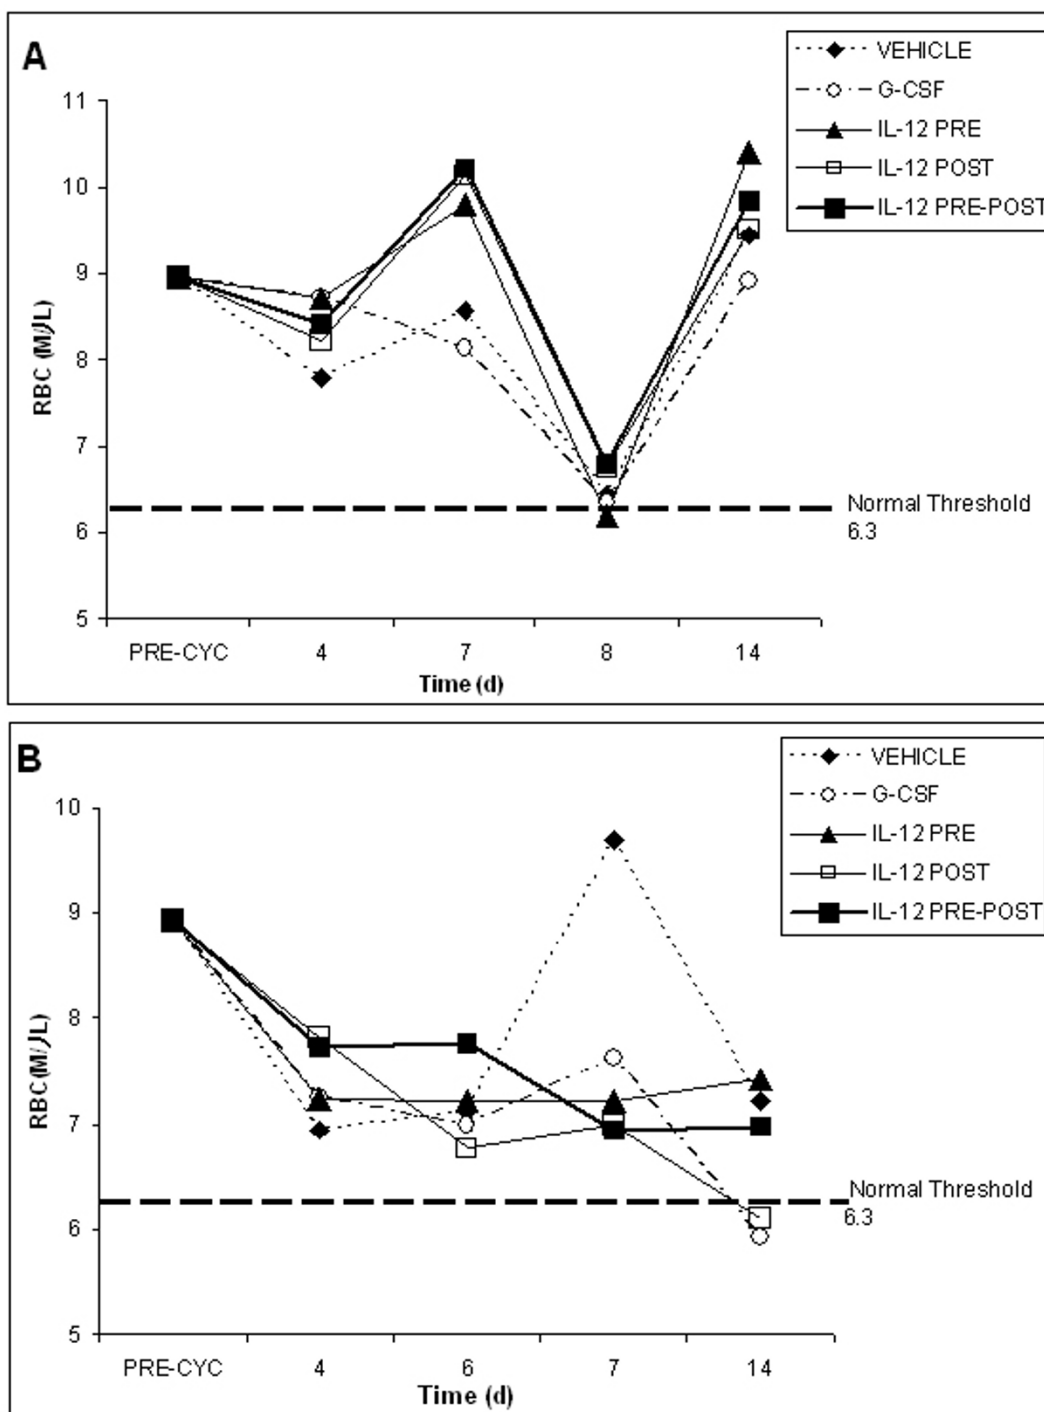 A
VEHICLE
G-CSF
IL-12 PRE
IL-12 POST
IL-12 PRE-POST
11
10
9
8
7
6
5
RBC (M/μL)
Normal Threshold
6.3
PRE-CYC 4 7 8 14
Time (d)
B
VEHICLE
G-CSF
IL-12 PRE
IL-12 POST
IL-12 PRE-POST
10
9
8
7
6
5
RBC(M/μL)
Normal Threshold
6.3
PRE-CYC 4 6 7 14
Time (d)